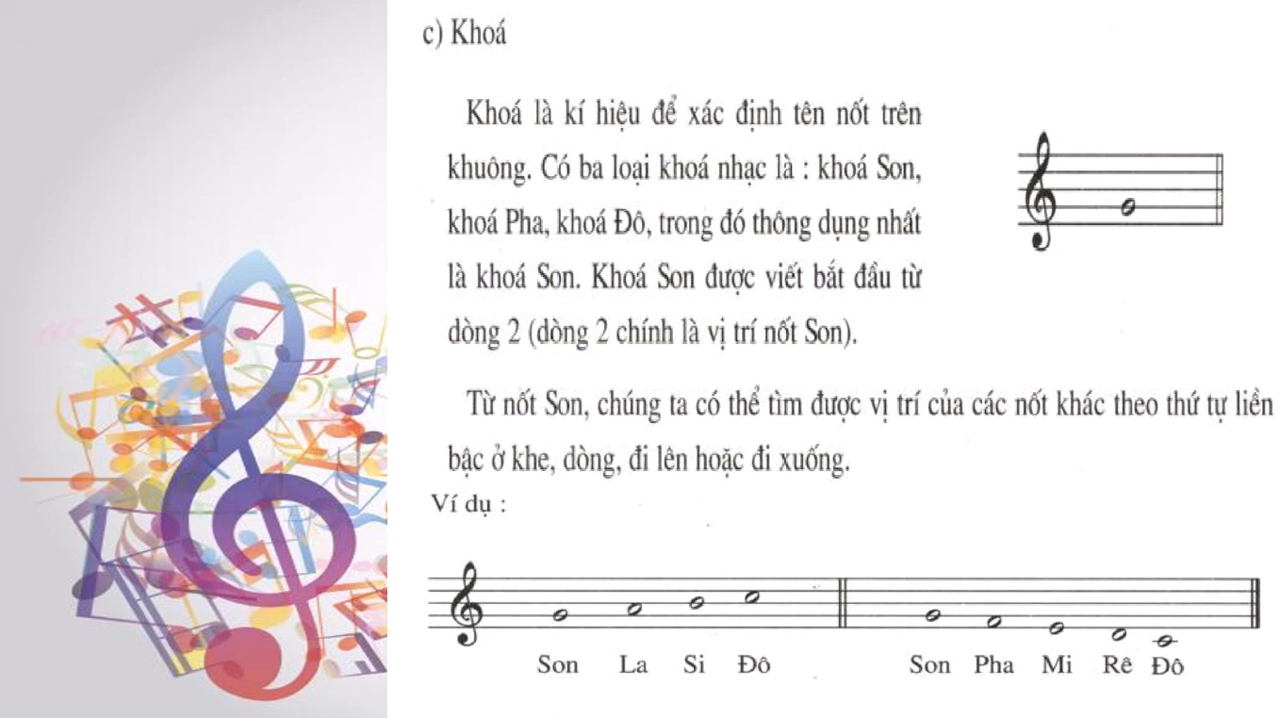 c) Khoá
Khoá là kí hiệu để xác định tên nốt trên
khuông. Có ba loại khoá nhạc là : khoá Son,
khoá Pha, khoá Đô, trong đó thông dụng nhất
là khoá Son. Khoá Son được viết bắt đầu từ
dòng 2 (dòng 2 chính là vị trí nốt Son).
Từ nốt Son, chúng ta có thể tìm được vị trí của các nốt khác theo thứ tự liền
bậc ở khe, dòng, đi lên hoặc đi xuống.
Ví dụ :
Son La Si Đô Son Pha Mi Rê Đô